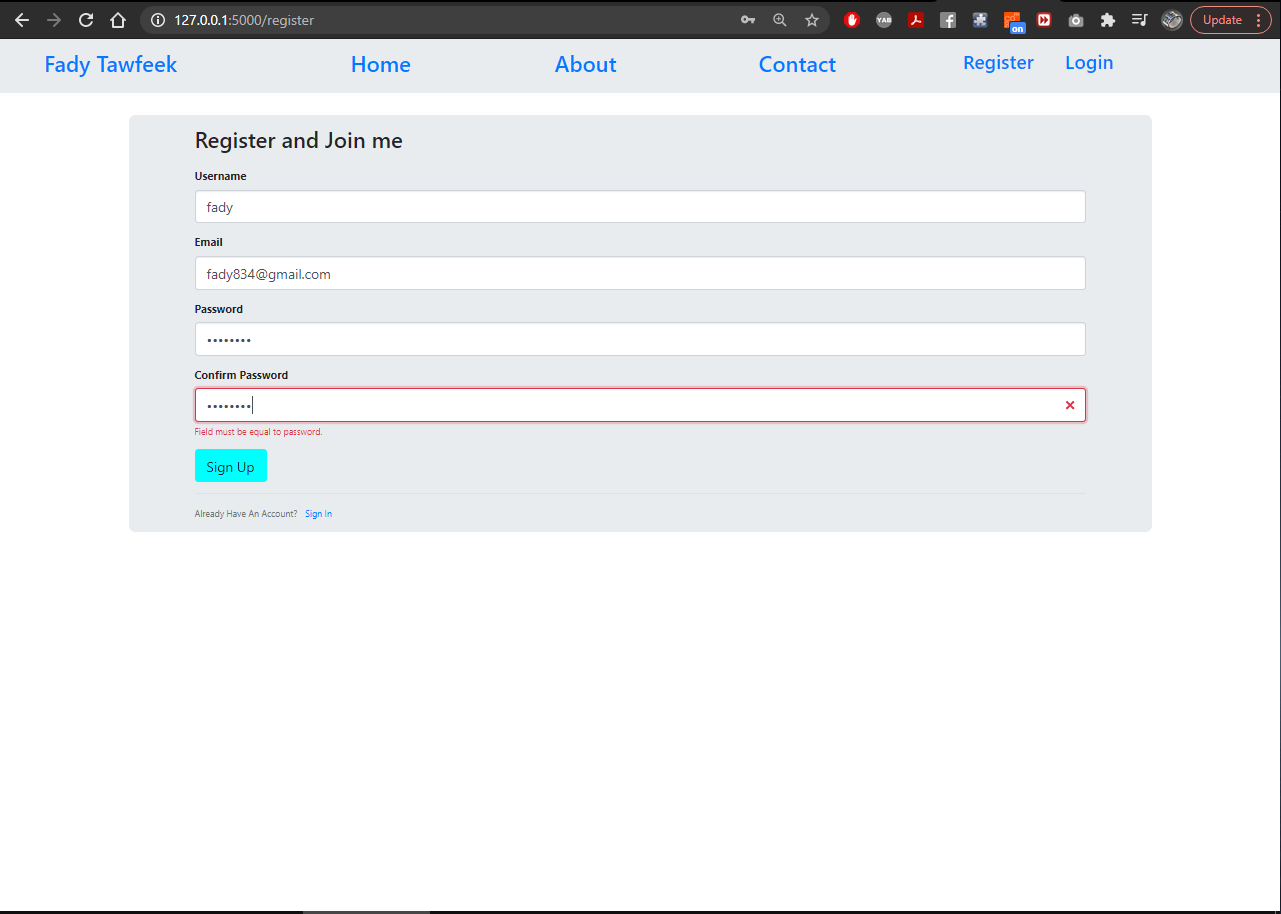 127.0.0.1:5000/register
YAB
on
Update
Fady Tawfeek Home About Contact Register Login
Register and Join me
Username
fady
Email
fady834@gmail.com
Password
••••••••
Confirm Password
••••••••
Field must be equal to password.
Sign Up
Already Have An Account? Sign In